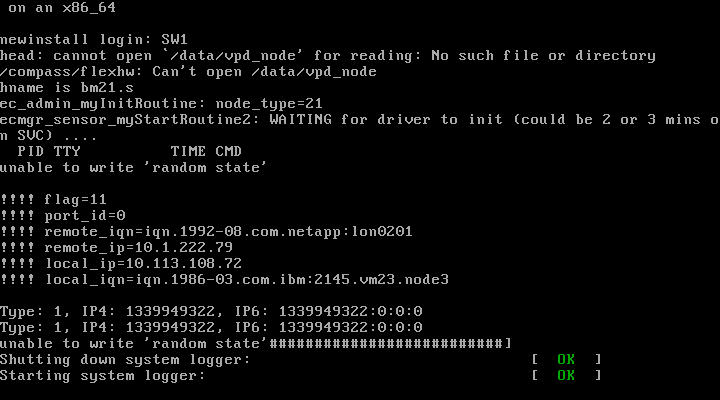 on an x86_64
newinstall login: SW1
head: cannot open `/data/vpd_node' for reading: No such file or directory
/compass/flexhw: Can't open /data/vpd_node
hname is bm21.s
ec_admin_myInitRoutine: node_type=21
ecmgr_sensor_myStartRoutine2: WAITING for driver to init (could be 2 or 3 mins o
n SVC) ....
  PID TTY          TIME CMD
unable to write 'random state'
!!!! flag=11
!!!! port_id=0
!!!! remote_iqn=iqn.1992-08.com.netapp:lon0201
!!!! remote_ip=10.1.222.79
!!!! local_ip=10.113.108.72
!!!! local_iqn=iqn.1986-03.com.ibm:2145.vm23.node3
Type: 1, IP4: 1339949322, IP6: 1339949322:0:0:0
Type: 1, IP4: 1339949322, IP6: 1339949322:0:0:0
unable to write 'random state'##########################]
Shutting down system logger:                               [  OK  ]
Starting system logger:                                    [  OK  ]